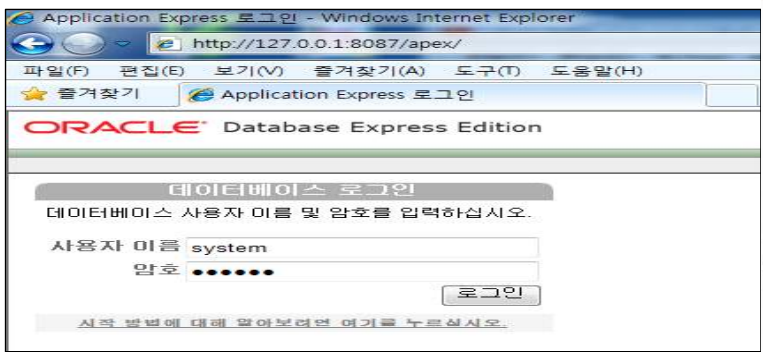 Application Express 로그인 - Windows Internet Explorer
http://127.0.0.1:8087/apex/
파일(F) 편집(E) 보기(V) 즐겨찾기(A) 도구(T) 도움말(H)
즐겨찾기 Application Express 로그인
ORACLE Database Express Edition
데이터베이스 로그인
데이터베이스 사용자 이름 및 암호를 입력하십시오.
사용자 이름 system
암호 ●●●●●●
로그인
시작 방법에 대해 알아보려면 여기를 누르십시오.